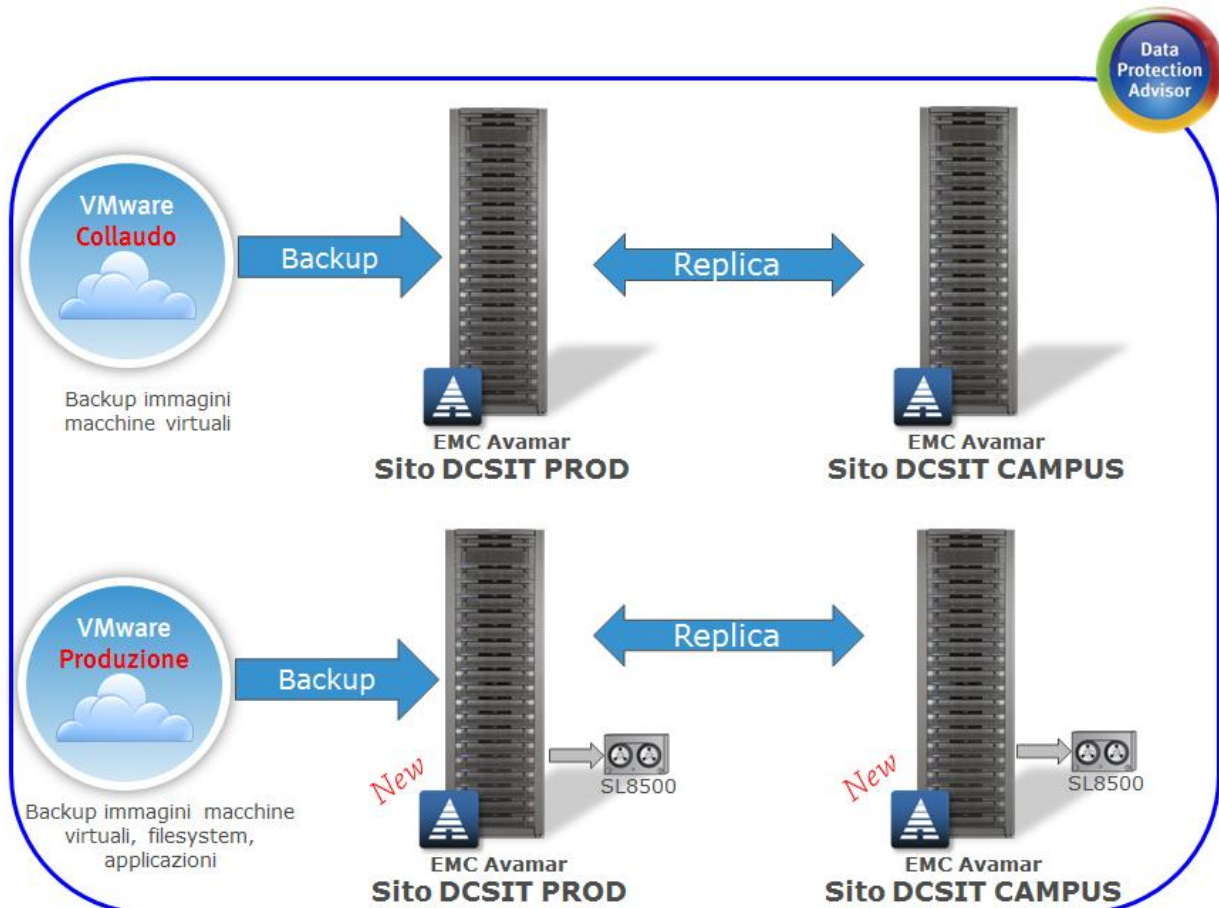 Data
Protection
Advisor
VMware
Collaudo
Backup
Replica
Backup immagini
macchine virtuali
EMC Avamar
Sito DCSIT PROD
EMC Avamar
Sito DCSIT CAMPUS
VMware
Produzione
Backup
Replica
New
SL8500
New
SL8500
Backup immagini macchine
virtuali, filesystem,
applicazioni
EMC Avamar
Sito DCSIT PROD
EMC Avamar
Sito DCSIT CAMPUS